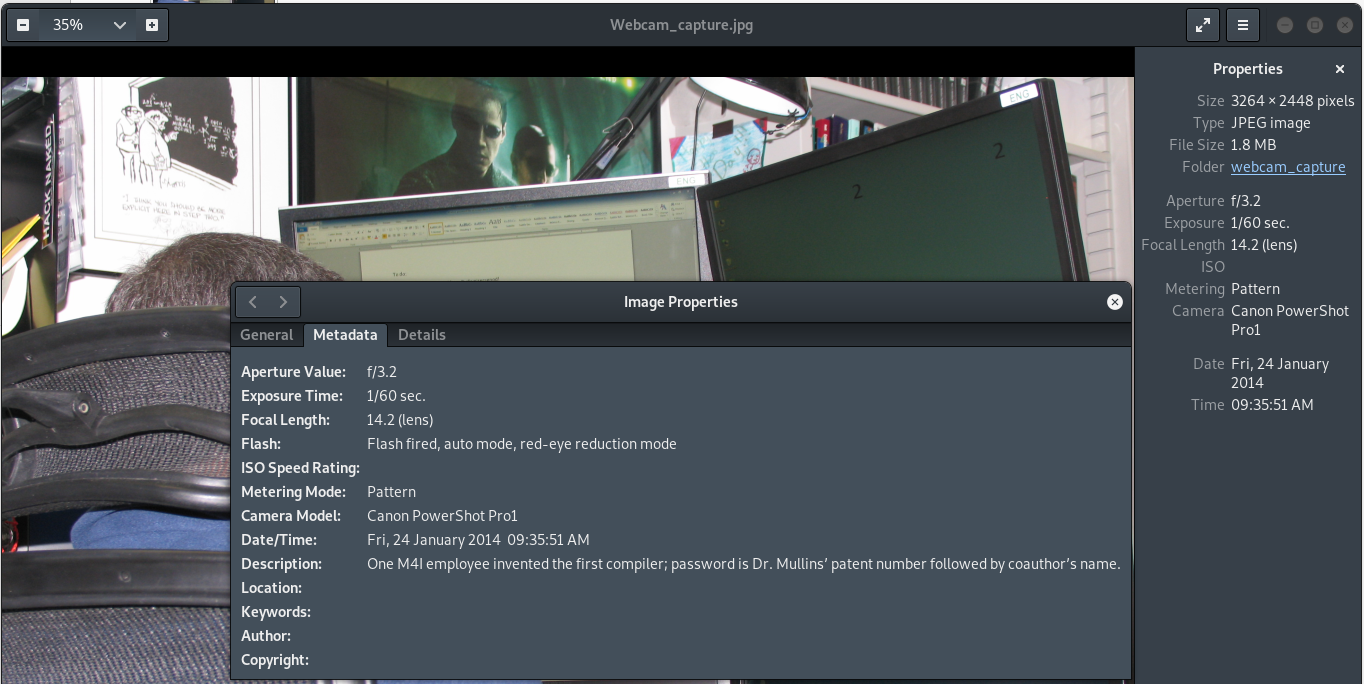 35%
Webcam_capture.jpg
Properties
Size 3264 × 2448 pixels
Type JPEG image
File Size 1.8 MB
Folder webcam_capture
Aperture f/3.2
Exposure 1/60 sec.
Focal Length 14.2 (lens)
ISO
Metering Pattern
Camera Canon PowerShot
Pro1
Date Fri, 24 January
2014
Time 09:35:51 AM
HACK NAKED
"I THINK YOU SHOULD BE MORE
EXPLICIT HERE IN STEP TWO."
ENG
ENG
2
2
To do:
Image Properties
General Metadata Details
Aperture Value: f/3.2
Exposure Time: 1/60 sec.
Focal Length: 14.2 (lens)
Flash: Flash fired, auto mode, red-eye reduction mode
ISO Speed Rating:
Metering Mode: Pattern
Camera Model: Canon PowerShot Pro1
Date/Time: Fri, 24 January 2014 09:35:51 AM
Description: One M4I employee invented the first compiler; password is Dr. Mullins’ patent number followed by coauthor’s name.
Location:
Keywords:
Author:
Copyright: